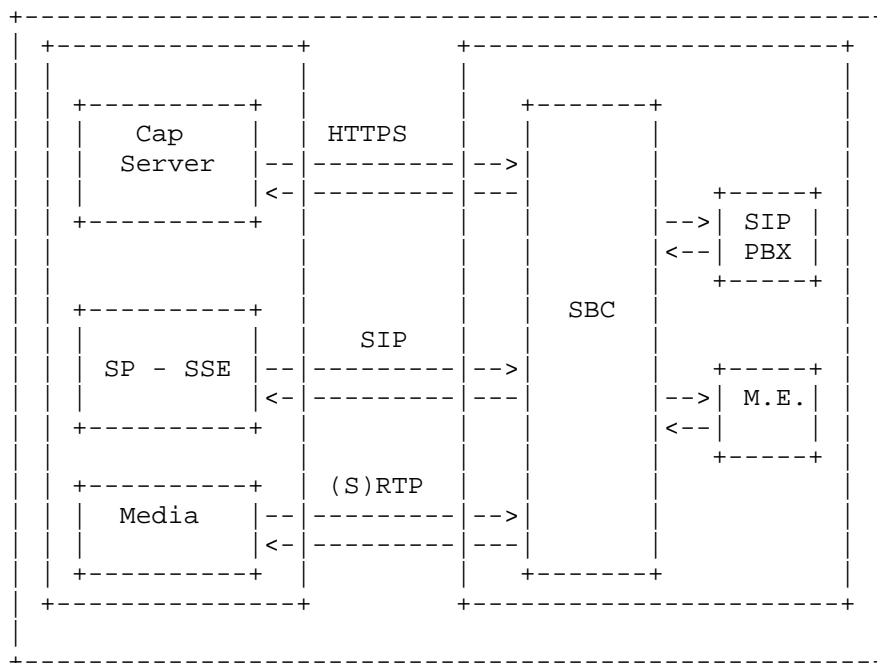 Cap HTTPS
Server
SIP
PBX
SBC
SIP
SP - SSE
M.E.
(S)RTP
Media